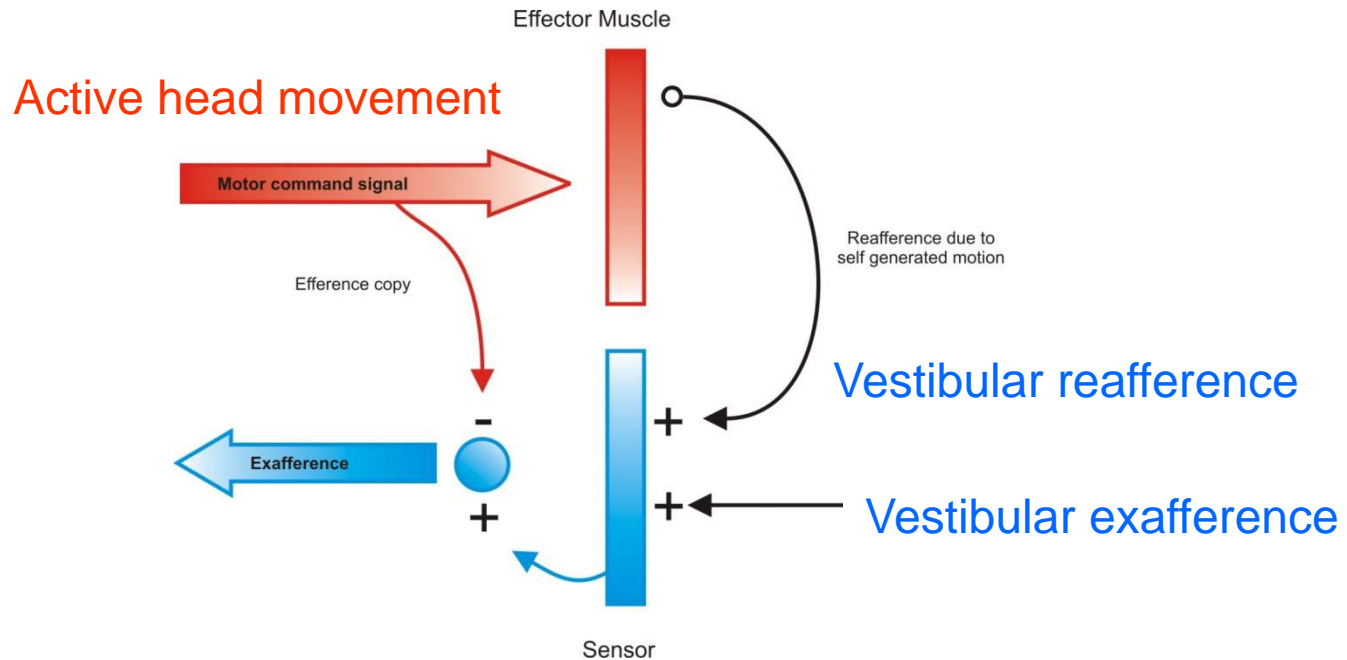 Effector Muscle
Active head movement
Motor command signal
Reafference due to
self generated motion
Efference copy
Vestibular reafference
-
+
Exafference
+
+
Vestibular exafference
Sensor